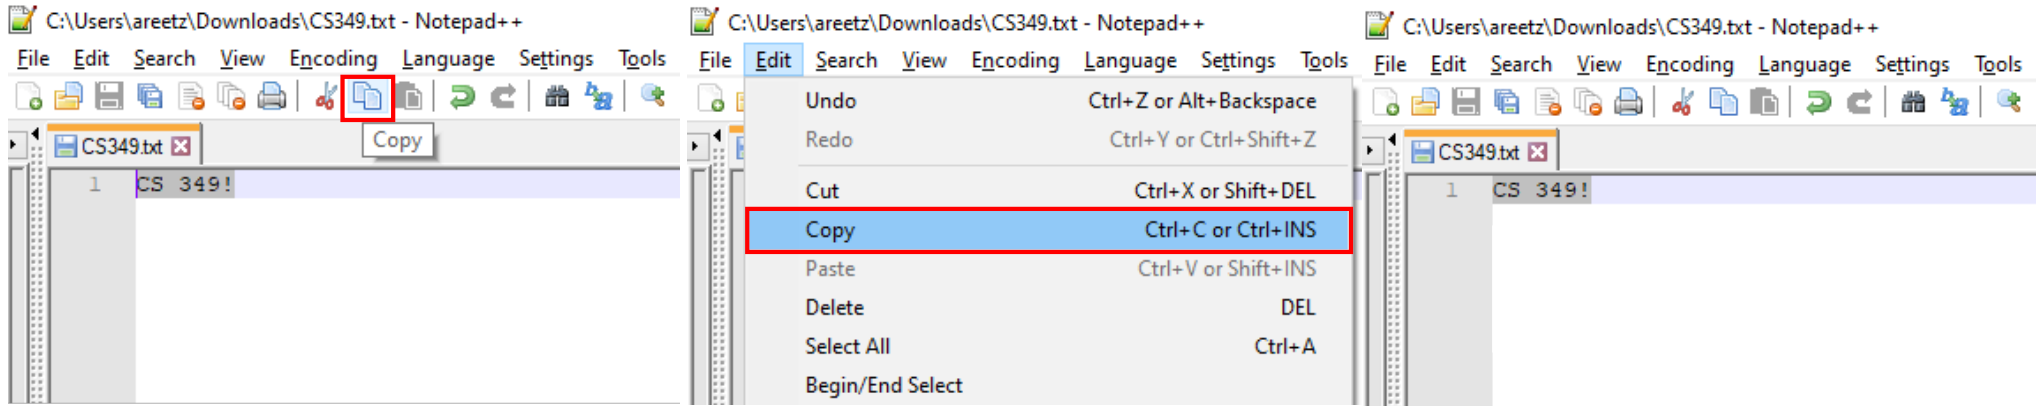 C:\Users\areetz\Downloads\CS349.txt - Notepad++
File Edit Search View Encoding Language Settings Tools
Copy
CS349.txt
1 CS 349!
C:\Users\areetz\Downloads\CS349.txt - Notepad++
File Edit Search View Encoding Language Settings Tools
Undo Ctrl+Z or Alt+Backspace
Redo Ctrl+Y or Ctrl+Shift+Z
Cut Ctrl+X or Shift+DEL
Copy Ctrl+C or Ctrl+INS
Paste Ctrl+V or Shift+INS
Delete DEL
Select All Ctrl+A
Begin/End Select
C:\Users\areetz\Downloads\CS349.txt - Notepad++
File Edit Search View Encoding Language Settings Tools
CS349.txt
1 CS 349!